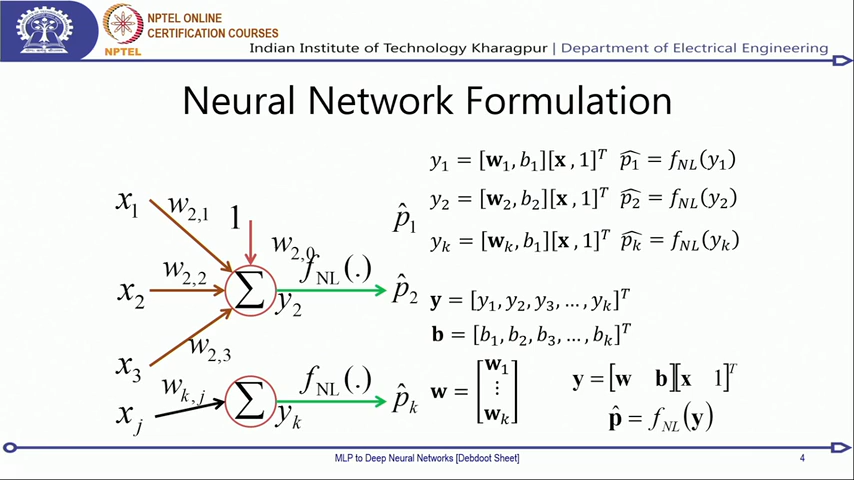 NPTEL ONLINE
CERTIFICATION COURSES
NPTEL
Indian Institute of Technology Kharagpur | Department of Electrical Engineering
Neural Network Formulation
x₁
w₂,₁
1
w₂,₀
x₂
w₂,₂
Σ
f_NL(.)
y₂
x₃
w₂,₃
x_j
w_k,j
Σ
f_NL(.)
y_k
p̂₁
p̂₂
p̂_k
y₁ = [𝐰₁, b₁][𝐱, 1]ᵀ p̂₁ = f_NL(y₁)
y₂ = [𝐰₂, b₂][𝐱, 1]ᵀ p̂₂ = f_NL(y₂)
y_k = [𝐰_k, b₁][𝐱, 1]ᵀ p̂_k = f_NL(y_k)
𝐲 = [y₁, y₂, y₃, … , y_k]ᵀ
𝐛 = [b₁, b₂, b₃, … , b_k]ᵀ
𝐰 = [𝐰₁ ⋮ 𝐰_k]
𝐲 = [𝐰 𝐛][𝐱 1]ᵀ
𝐩̂ = f_NL(𝐲)
MLP to Deep Neural Networks [Debdoot Sheet]
4